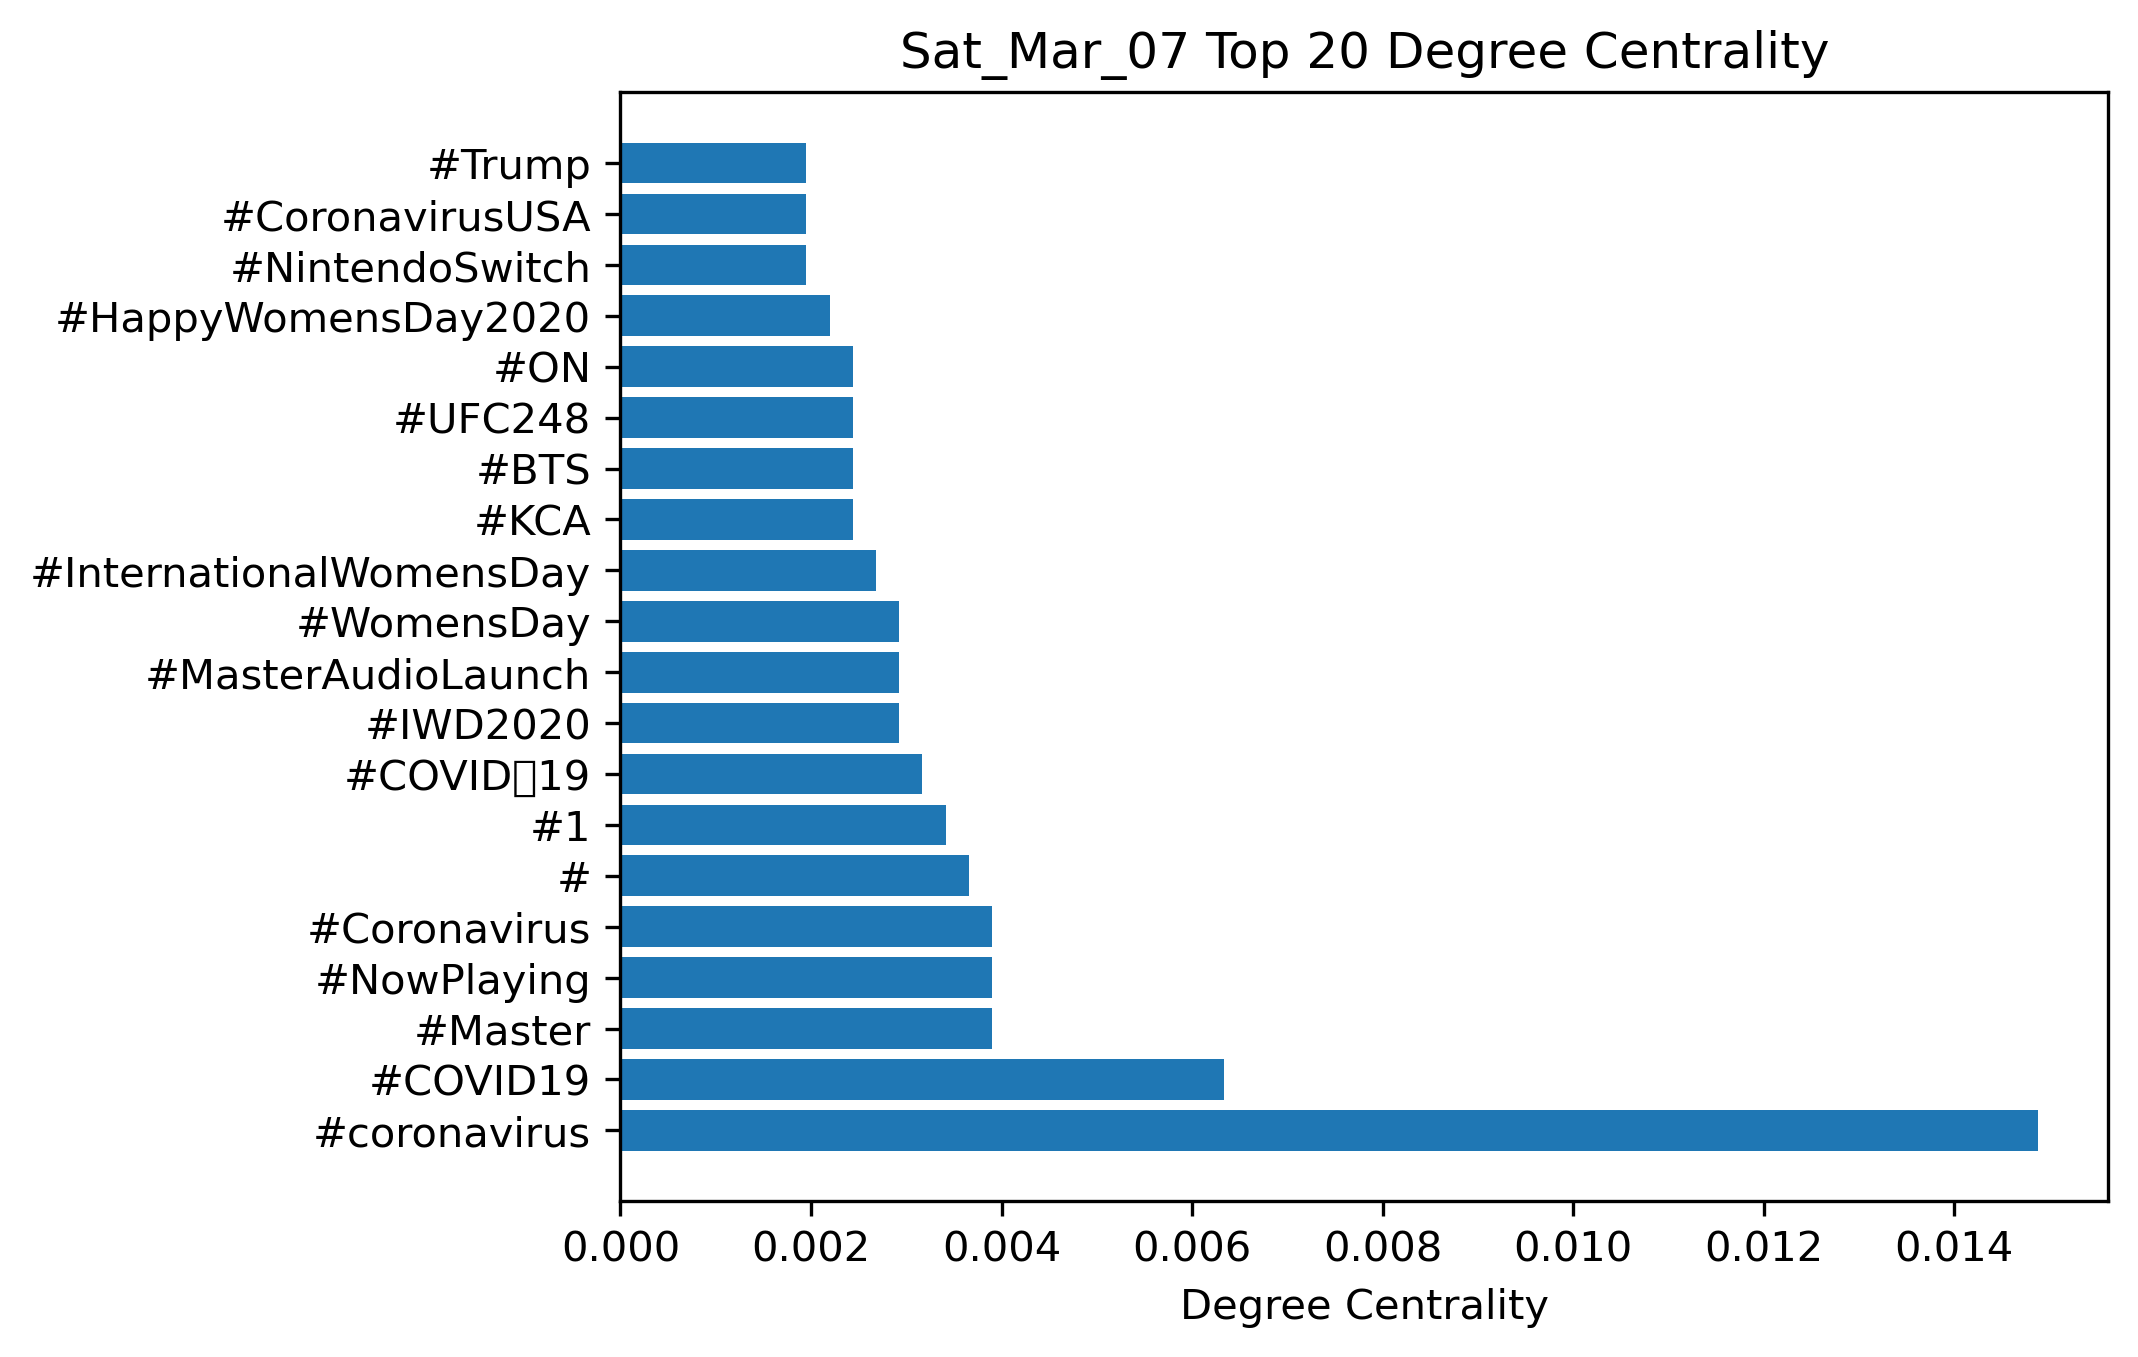 Sat_Mar_07 Top 20 Degree Centrality
#Trump
#CoronavirusUSA
#NintendoSwitch
#HappyWomensDay2020
#ON
#UFC248
#BTS
#KCA
#InternationalWomensDay
#WomensDay
#MasterAudioLaunch
#IWD2020
#COVID▯19
#1
#
#Coronavirus
#NowPlaying
#Master
#COVID19
#coronavirus
0.000 0.002 0.004 0.006 0.008 0.010 0.012 0.014
Degree Centrality